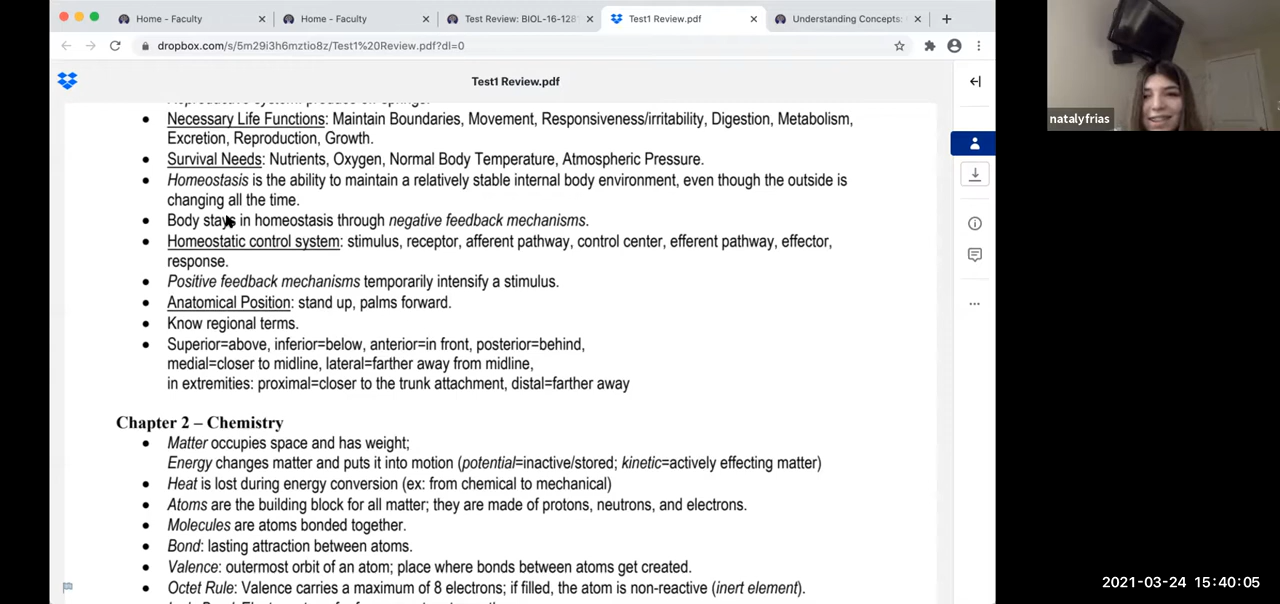 Home - Faculty
Home - Faculty
Test Review: BIOL-16-128
Test1 Review.pdf
Understanding Concepts:
dropbox.com/s/5m29i3h6mztio8z/Test1%20Review.pdf?dl=0
Test1 Review.pdf
natalyfrias
Reproductive system: produce offsprings.
• Necessary Life Functions: Maintain Boundaries, Movement, Responsiveness/irritability, Digestion, Metabolism,
Excretion, Reproduction, Growth.
• Survival Needs: Nutrients, Oxygen, Normal Body Temperature, Atmospheric Pressure.
• Homeostasis is the ability to maintain a relatively stable internal body environment, even though the outside is
changing all the time.
• Body stays in homeostasis through negative feedback mechanisms.
• Homeostatic control system: stimulus, receptor, afferent pathway, control center, efferent pathway, effector,
response.
• Positive feedback mechanisms temporarily intensify a stimulus.
• Anatomical Position: stand up, palms forward.
• Know regional terms.
• Superior=above, inferior=below, anterior=in front, posterior=behind,
medial=closer to midline, lateral=farther away from midline,
in extremities: proximal=closer to the trunk attachment, distal=farther away
Chapter 2 – Chemistry
• Matter occupies space and has weight;
Energy changes matter and puts it into motion (potential=inactive/stored; kinetic=actively effecting matter)
• Heat is lost during energy conversion (ex: from chemical to mechanical)
• Atoms are the building block for all matter; they are made of protons, neutrons, and electrons.
• Molecules are atoms bonded together.
• Bond: lasting attraction between atoms.
• Valence: outermost orbit of an atom; place where bonds between atoms get created.
• Octet Rule: Valence carries a maximum of 8 electrons; if filled, the atom is non-reactive (inert element).
2021-03-24 15:40:05